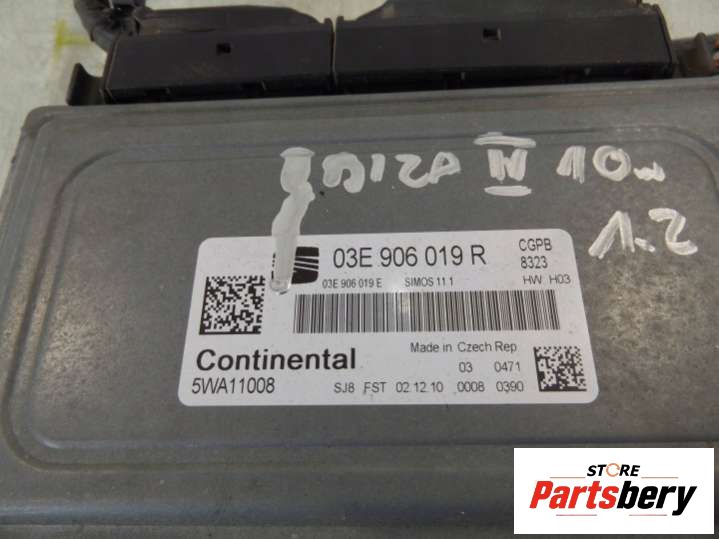 IBIZA IV 10W
1.2
03E 906 019 R
CGPB
8323
03E 906 019 E SIMOS 11 1
HW H03
Continental
5WA11008
Made in Czech Rep
03 0471
SJ8 FST 02.12.10 0008 0390
STORE
Partsbery